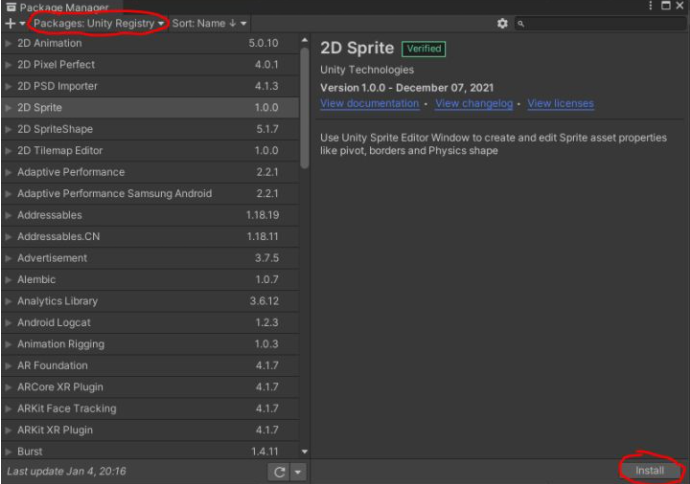 Package Manager
Packages: Unity Registry Sort: Name
2D Animation 5.0.10
2D Pixel Perfect 4.0.1
2D PSD Importer 4.1.3
2D Sprite 1.0.0
2D SpriteShape 5.1.7
2D Tilemap Editor 1.0.0
Adaptive Performance 2.2.1
Adaptive Performance Samsung Android 2.2.1
Addressables 1.18.19
Addressables.CN 1.18.11
Advertisement 3.7.5
Alembic 1.0.7
Analytics Library 3.6.12
Android Logcat 1.2.3
Animation Rigging 1.0.3
AR Foundation 4.1.7
ARCore XR Plugin 4.1.7
ARKit Face Tracking 4.1.7
ARKit XR Plugin 4.1.7
Burst 1.4.11
Last update Jan 4, 20:16
2D Sprite Verified
Unity Technologies
Version 1.0.0 - December 07, 2021
View documentation • View changelog • View licenses
Use Unity Sprite Editor Window to create and edit Sprite asset properties
like pivot, borders and Physics shape
Install